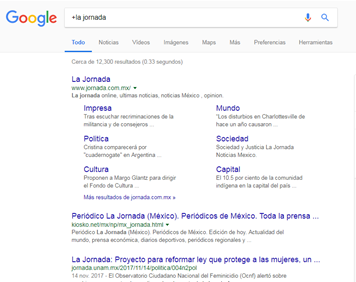 Google
+la jornada
Todo Noticias Vídeos Imágenes Maps Más Preferencias Herramientas
Cerca de 12,300 resultados (0.33 segundos)
La Jornada
www.jornada.com.mx/
La jornada online, ultimas noticias, noticias México , opinion.
Impresa
Tras escuchar recriminaciones de la militancia y de consejeros ...
Mundo
"Los disturbios en Charlottesville de hace un año causaron ...
Politica
Cristina comparecerá por "cuadernogate" en Argentina ...
Sociedad
Sociedad y Justicia La Jornada Noticias Mexico
Cultura
Proponen a Margo Glantz para dirigir el Fondo de Cultura ...
Capital
El 10.5 por ciento de la comunidad indígena en la capital del país ...
Más resultados de jornada.com.mx »
Periódico La Jornada (México). Periódicos de México. Toda la prensa ...
kiosko.net/mx/np/mx_jornada.html
Periódico La Jornada (México). Periódicos de México. Edición de hoy. Actualidad del
mundo, prensa económica, diarios deportivos, periódicos regionales y ...
La Jornada: Proyecto para reformar ley que protege a las mujeres, un ...
jornada.unam.mx/2017/11/14/politica/004n2pol
14 nov. 2017 - El Observatorio Ciudadano Nacional del Feminicidio (Ocnf) alertó sobre